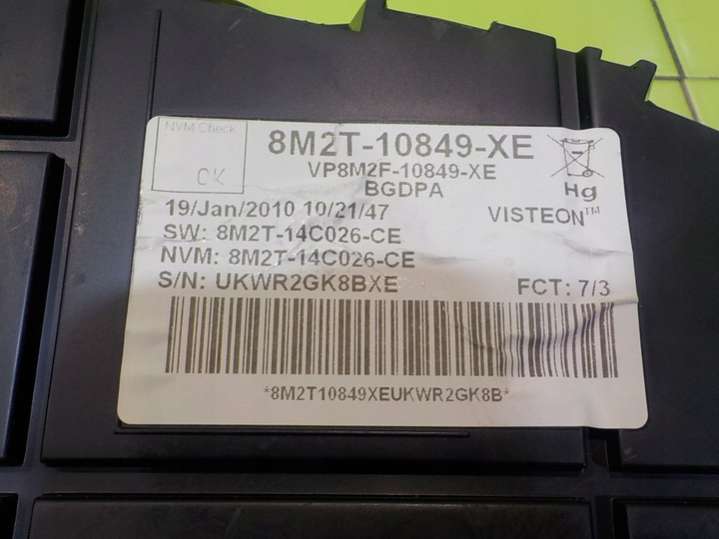 NVM Check
OK
8M2T-10849-XE
VP8M2F-10849-XE
BGDPA
Hg
19/Jan/2010 10/21/47
VISTEON™
SW: 8M2T-14C026-CE
NVM: 8M2T-14C026-CE
S/N: UKWR2GK8BXE
FCT: 7/3
*8M2T10849XEUKWR2GK8B*